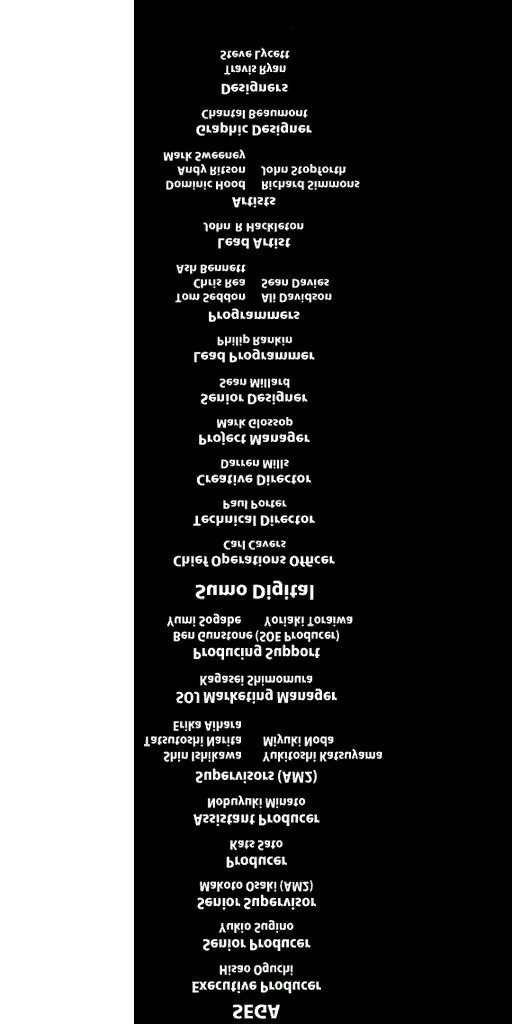 SEGA
Executive Producer
Hisao Oguchi
Senior Producer
Yukio Sugino
Senior Supervisor
Makoto Osaki (AM2)
Producer
Kats Sato
Assistant Producer
Nobuyuki Minato
Supervisors (AM2)
Shin Ishikawa Yukitoshi Katsuyama
Tatsutoshi Narita Miyuki Noda
Erika Aihara
SOJ Marketing Manager
Kagasei Shimomura
Producing Support
Ben Gunstone (SOE Producer)
Yumi Sogabe Yoriaki Toraiwa
Sumo Digital
Chief Operations Officer
Carl Cavers
Technical Director
Paul Porter
Creative Director
Darren Mills
Project Manager
Mark Glossop
Senior Designer
Sean Millard
Lead Programmer
Philip Rankin
Programmers
Tom Seddon Ali Davidson
Chris Rea Sean Davies
Ash Bennett
Lead Artist
John R Hackleton
Artists
Dominic Hood Richard Simmons
Andy Ritson John Stopforth
Mark Sweeney
Graphic Designer
Chantal Beaumont
Designers
Travis Ryan
Steve Lycett